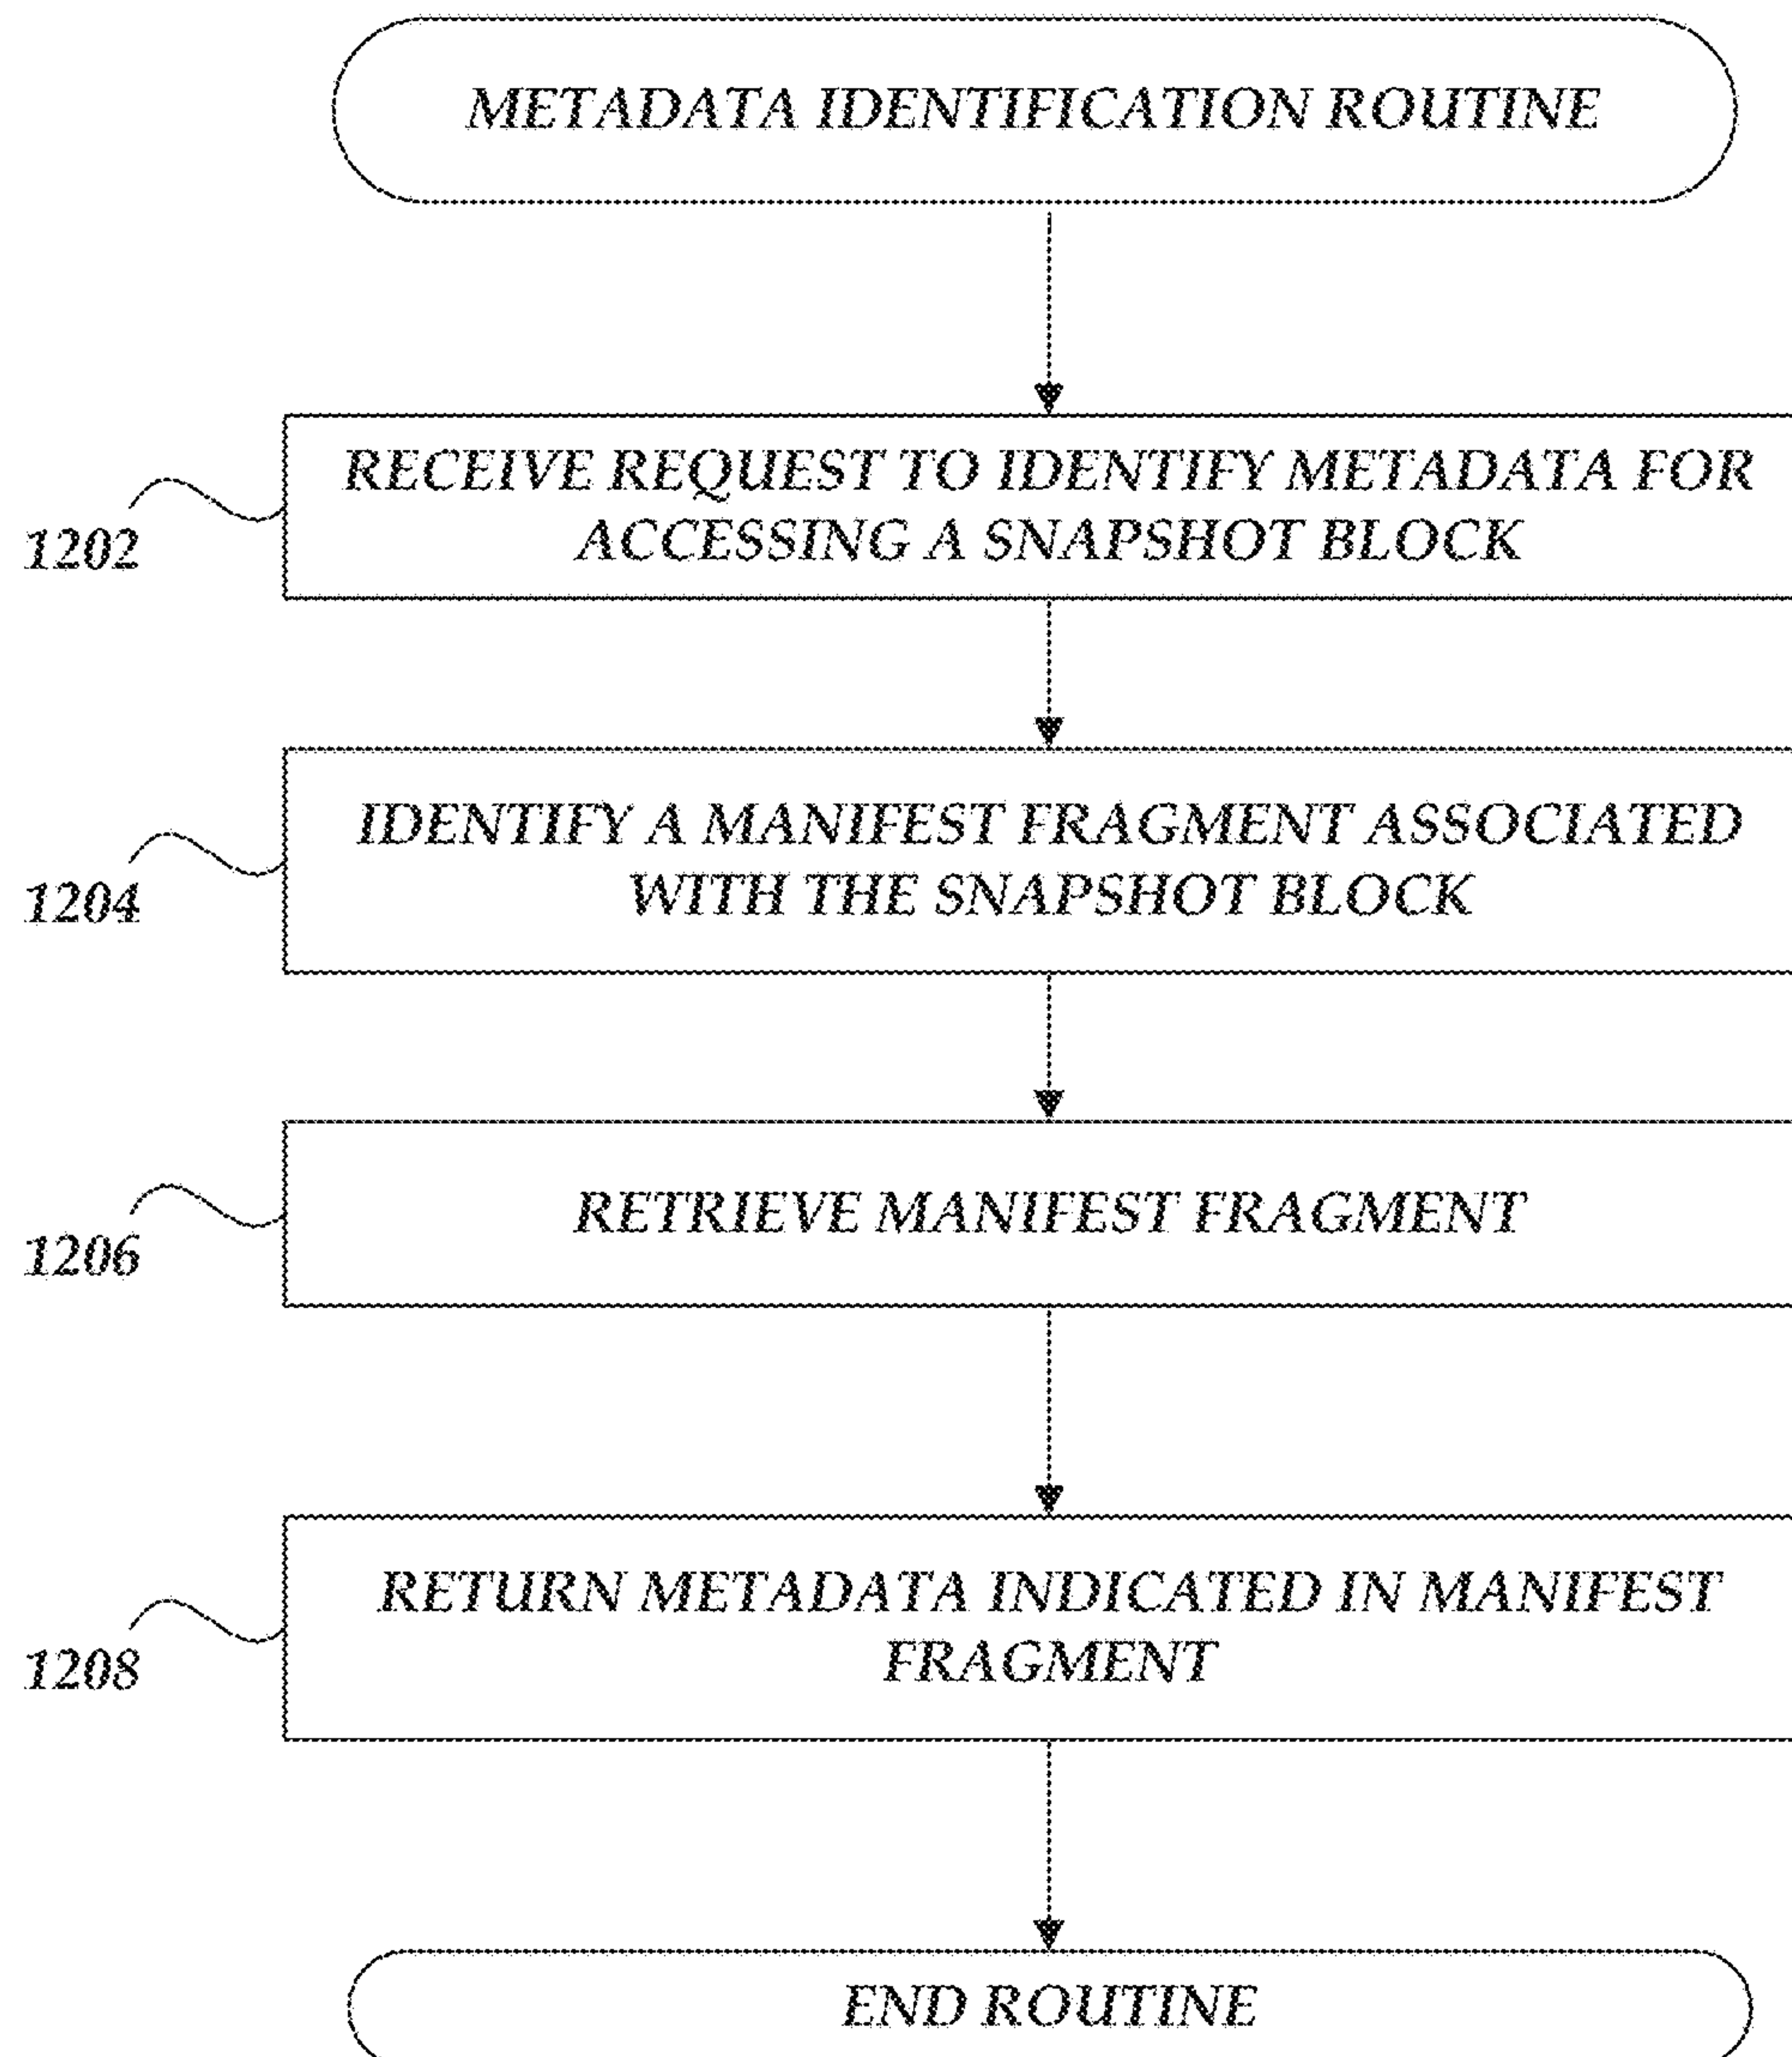 METADATA IDENTIFICATION ROUTINE
RECEIVE REQUEST TO IDENTIFY METADATA FOR
ACCESSING A SNAPSHOT BLOCK
1202
IDENTIFY A MANIFEST FRAGMENT ASSOCIATED
WITH THE SNAPSHOT BLOCK
1204
RETRIEVE MANIFEST FRAGMENT
1206
RETURN METADATA INDICATED IN MANIFEST
FRAGMENT
1208
END ROUTINE